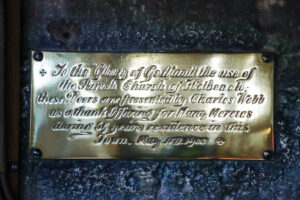 To the Glory of God and the use of
the Parish Church of
these Doors are presented by Charles Webb
as a thank Offering for Many Mercies
during years residence in this
Town, May